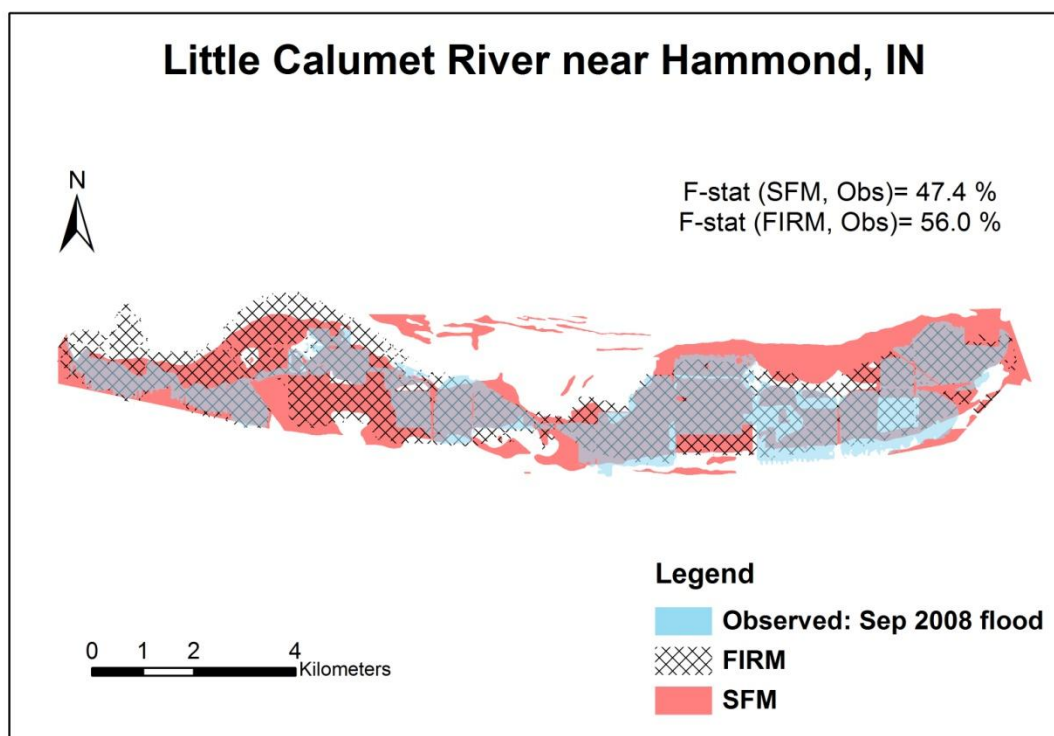 Little Calumet River near Hammond, IN
N
F-stat (SFM, Obs)= 47.4 %
F-stat (FIRM, Obs)= 56.0 %
Legend
Observed: Sep 2008 flood
FIRM
SFM
0 1 2 4
Kilometers